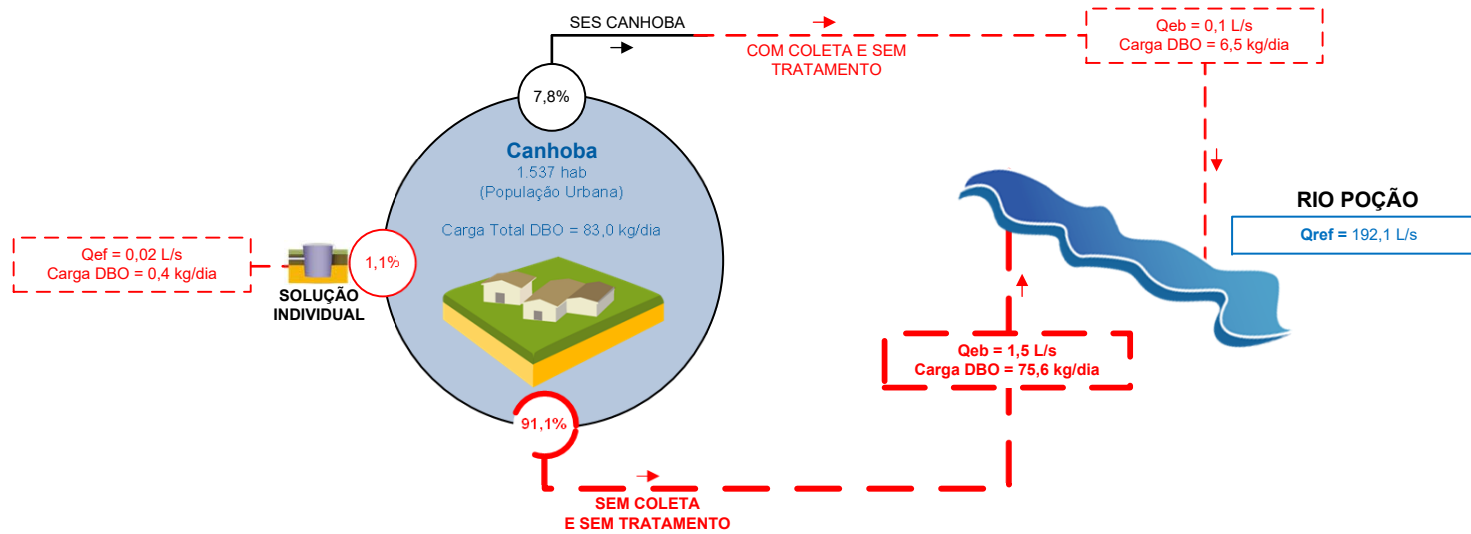 SES CANHOBA
COM COLETA E SEM
TRATAMENTO
Qeb = 0,1 L/s
Carga DBO = 6,5 kg/dia
7,8%
Canhoba
1.537 hab
(População Urbana)
Carga Total DBO = 83,0 kg/dia
Qef = 0,02 L/s
Carga DBO = 0,4 kg/dia
SOLUÇÃO
INDIVIDUAL
1,1%
RIO POÇÃO
Qref = 192,1 L/s
Qeb = 1,5 L/s
Carga DBO = 75,6 kg/dia
91,1%
SEM COLETA
E SEM TRATAMENTO